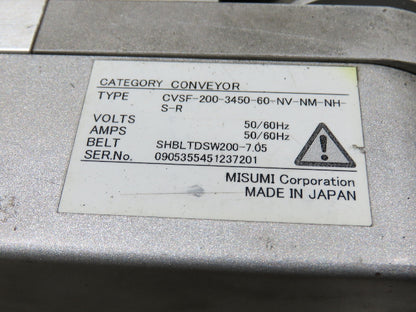 CATEGORY CONVEYOR
TYPE CVSF-200-3450-60-NV-NM-NH-
S-R
VOLTS 50/60Hz
AMPS 50/60Hz
BELT SHBLTDSW200-7.05
SER.No. 0905355451237201
MISUMI Corporation
MADE IN JAPAN